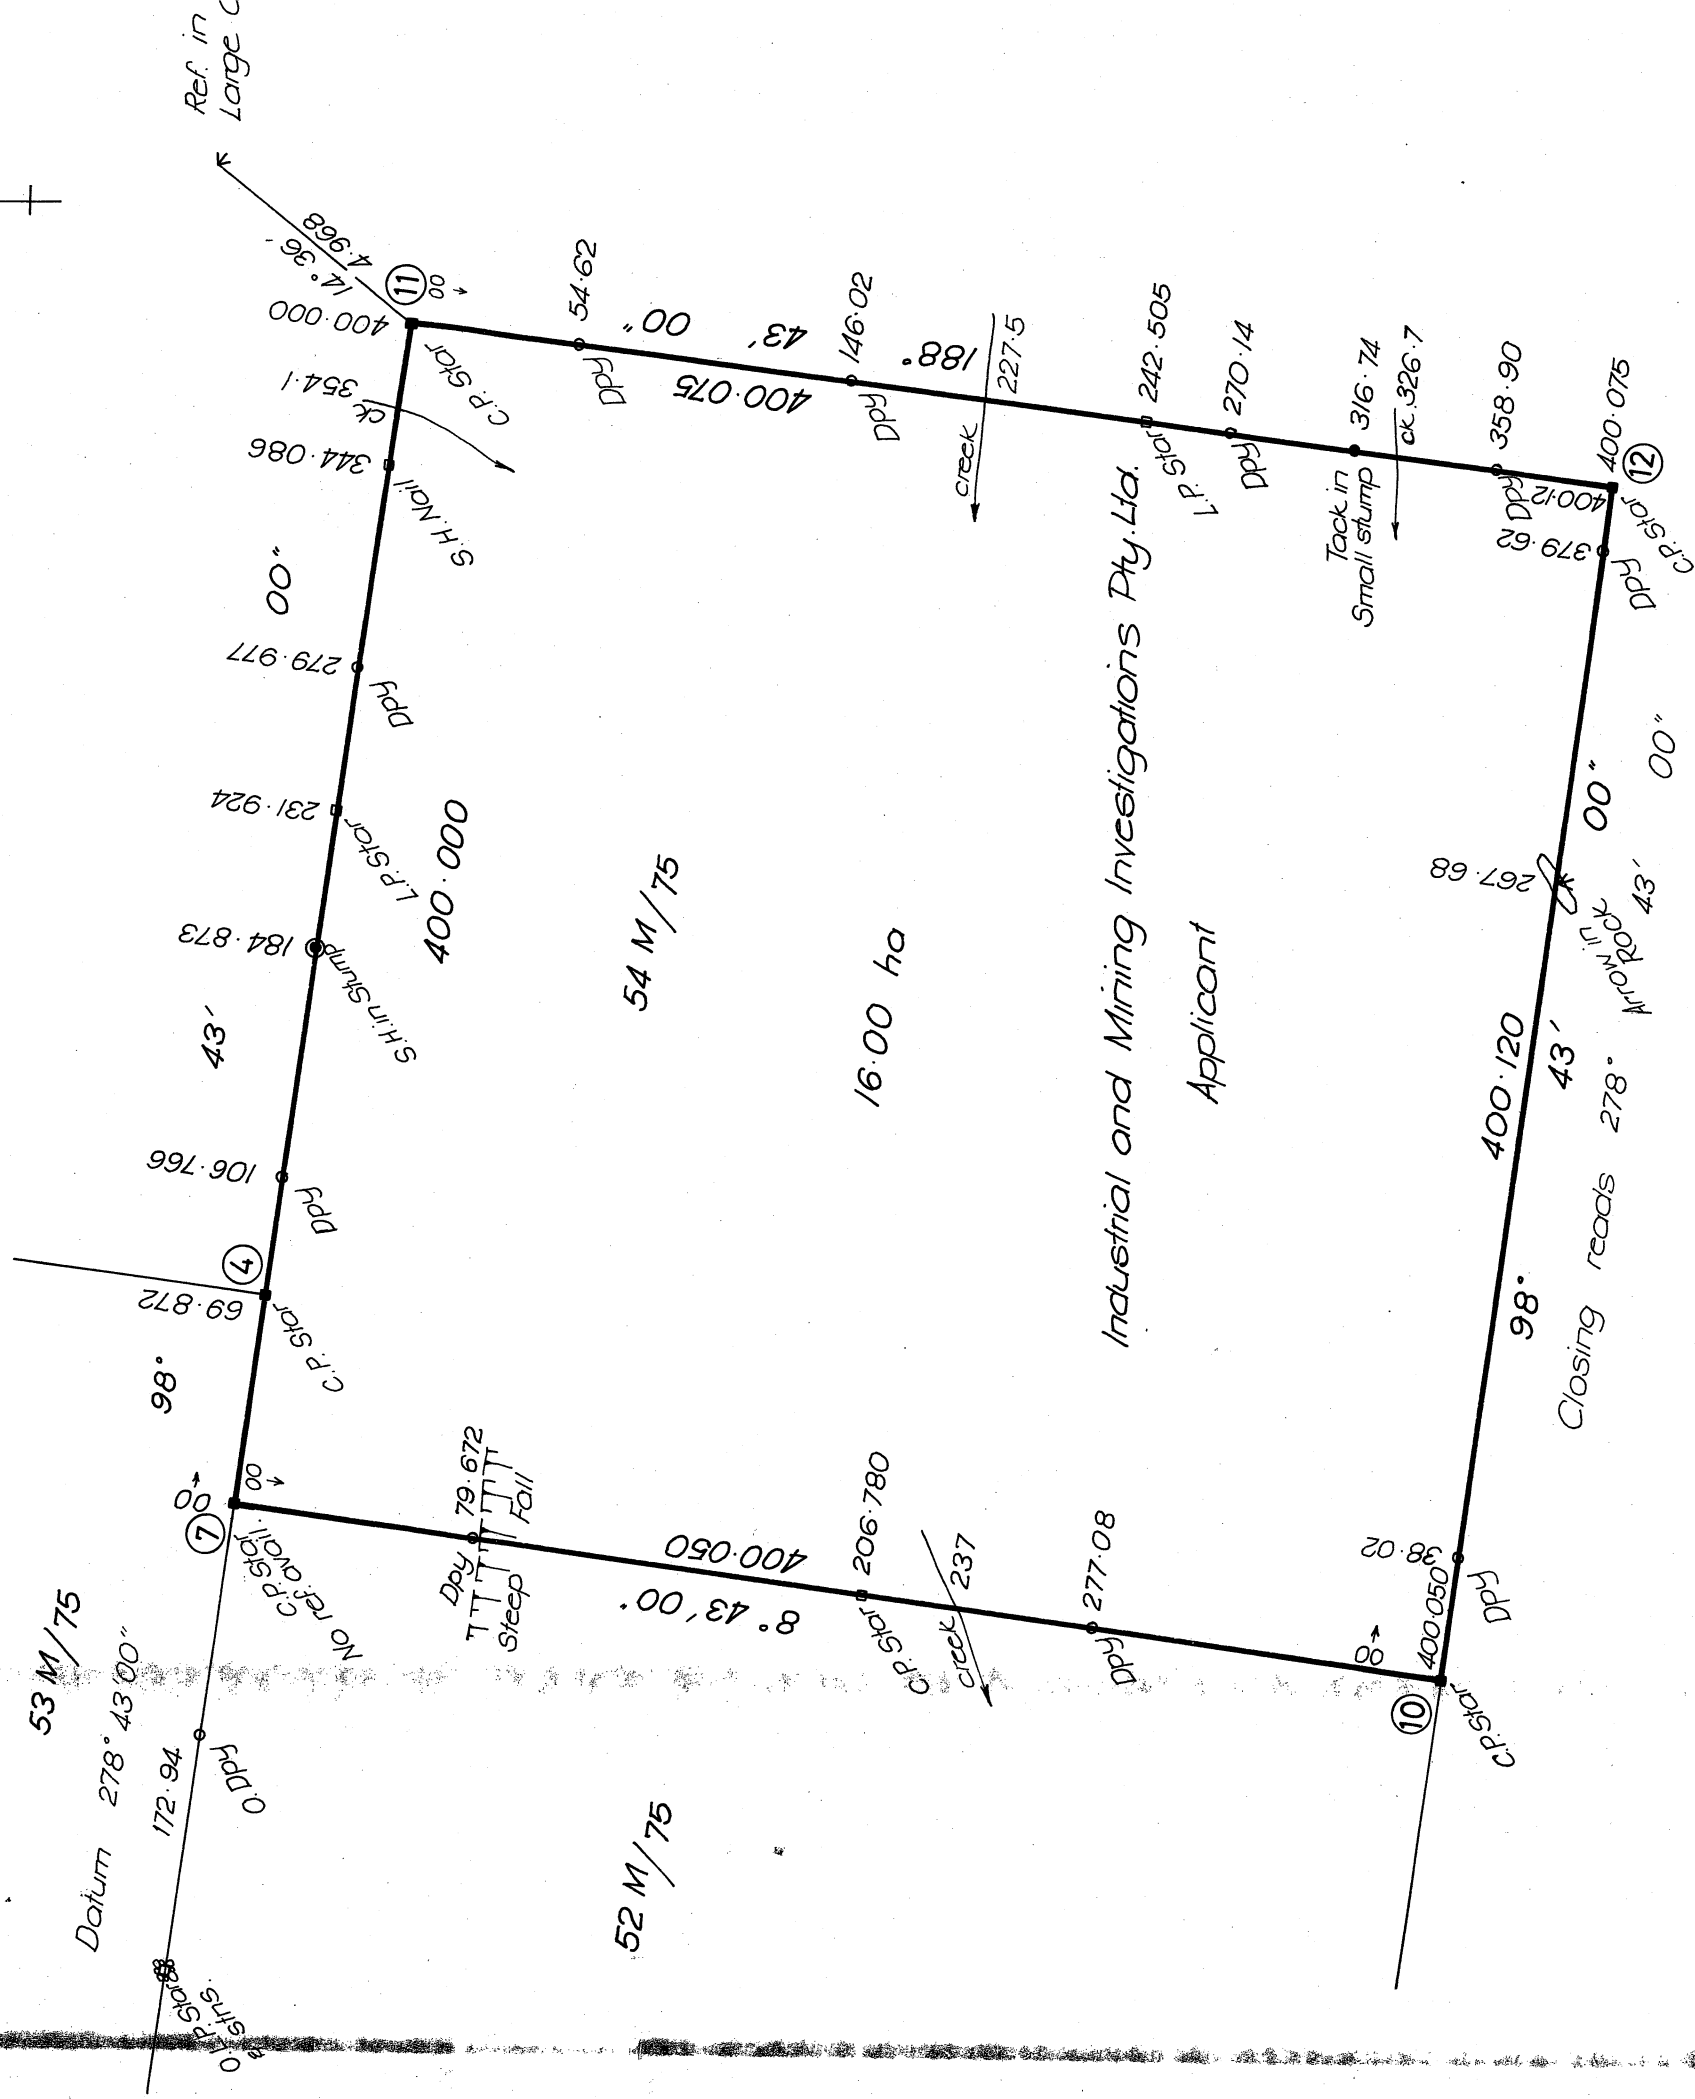 Ref. in
Large
53 M/75
Datum 278° 43' 00"
172·94
O.Dpy
O.L.P.Star
stns.
52 M/75
7
00
00
C.P.Star
No ref. avail.
98° 43' 00"
69·872
4
C.P. Star
106·766
Dpy
184·873
S.H. in Stump
231·924
L.P.Star
400·000
279·977
Dpy
344·086
S.H. Nail
ck 354·1
400·000
C.P. Star
14° 36'
4·968
11
00
54·62
Dpy
188° 43' 00"
400·075
146·02
Dpy
227·5
creek
242·505
L.P. Star
270·14
Dpy
316·74
Tack in
Small stump
ck. 326·7
358·90
Dpy
400·075
12
400·12
C.P. Star
379·62
Dpy
267·68
Arrow in
Rock
98° 43' 00"
400·120
Closing reads 278° 43' 00"
38·02
Dpy
400·050
00
10
C.P.Star
277·08
Dpy
237
creek
206·780
C.P. Star
8° 43' 00"
400·050
79·672
Dpy
Steep Fall
54 M/75
16·00 ha
Industrial and Mining Investigations Pty. Ltd.
Applicant